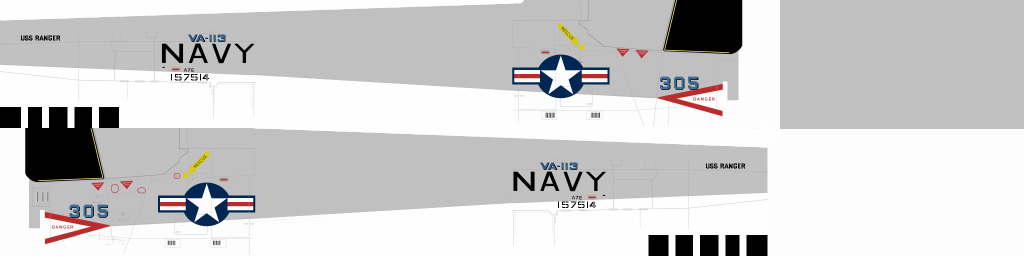 USS RANGER
VA-113
NAVY
A7E
157514
RESCUE
305
DANGER
RESCUE
305
DANGER
VA-113
NAVY
A7E
157514
USS RANGER